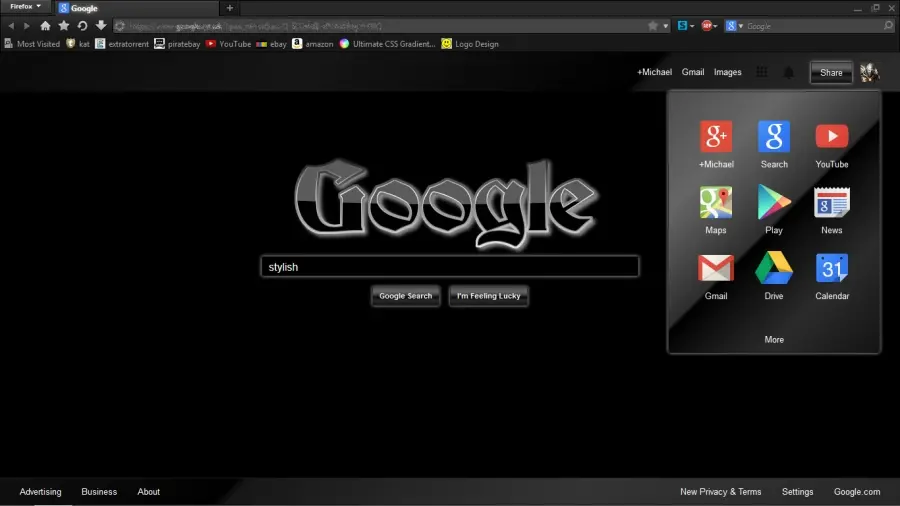 Firefox
Google
Google
Most Visited kat extratorrent piratebay YouTube ebay amazon Ultimate CSS Gradient... Logo Design
+Michael Gmail Images Share
g+ g
+Michael Search YouTube
g g
Maps Play News
31
Gmail Drive Calendar
More
Google
stylish
Google Search I'm Feeling Lucky
Advertising Business About New Privacy & Terms Settings Google.com